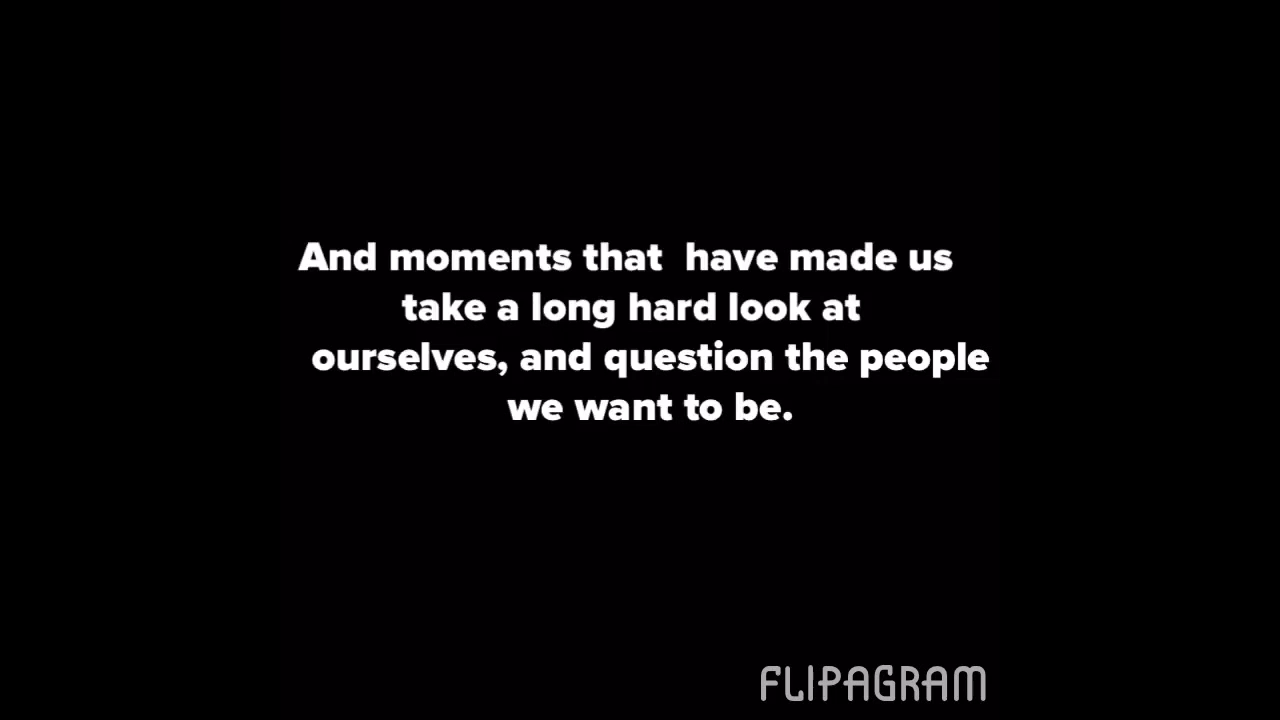 And moments that  have made us
take a long hard look at
ourselves, and question the people
we want to be.
FLIPAGRAM